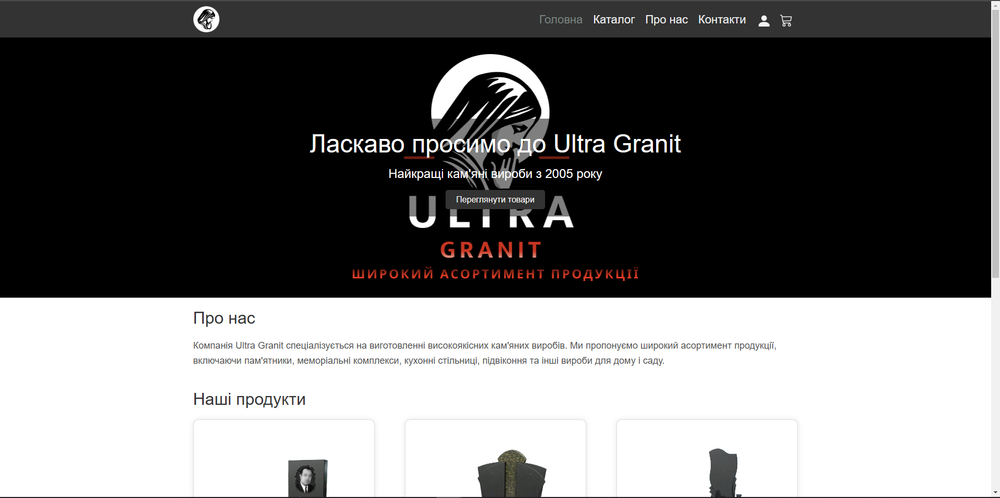 Головна Каталог Про нас Контакти
Ласкаво просимо до Ultra Granit
Найкращі кам'яні вироби з 2005 року
Переглянути товари
ULTRA
GRANIT
ШИРОКИЙ АСОРТИМЕНТ ПРОДУКЦІЇ
Про нас
Компанія Ultra Granit спеціалізується на виготовленні високоякісних кам'яних виробів. Ми пропонуємо широкий асортимент продукції,
включаючи пам'ятники, меморіальні комплекси, кухонні стільниці, підвіконня та інші вироби для дому і саду.
Наші продукти